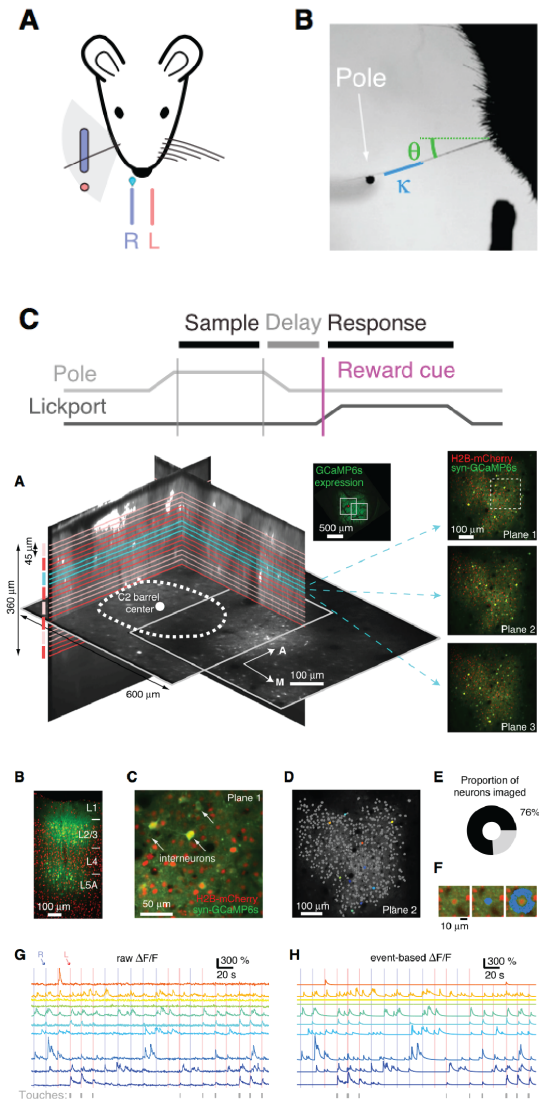 A
B
R
L
Pole
θ
κ
C
Sample
Delay
Response
Pole
Reward cue
Lickport
A
GCaMP6s
expression
500 μm
H2B-mCherry
syn-GCaMP6s
100 μm
Plane 1
45 μm
360 μm
C2 barrel
center
A
M
100 μm
600 μm
Plane 2
Plane 3
B
L1
L2/3
L4
L5A
100 μm
C
Plane 1
interneurons
H2B-mCherry
syn-GCaMP6s
50 μm
D
100 μm
Plane 2
E
Proportion of
neurons imaged
76%
F
10 μm
G
R
L
raw ΔF/F
300 %
20 s
H
event-based ΔF/F
300 %
20 s
Touches: